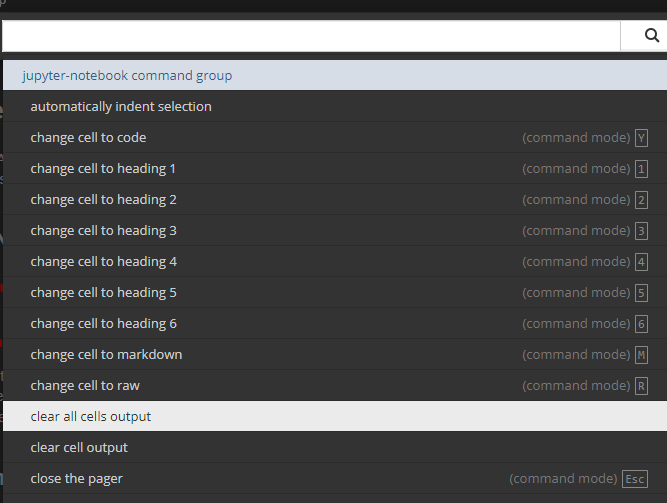 jupyter-notebook command group
automatically indent selection
change cell to code (command mode) Y
change cell to heading 1 (command mode) 1
change cell to heading 2 (command mode) 2
change cell to heading 3 (command mode) 3
change cell to heading 4 (command mode) 4
change cell to heading 5 (command mode) 5
change cell to heading 6 (command mode) 6
change cell to markdown (command mode) M
change cell to raw (command mode) R
clear all cells output
clear cell output
close the pager (command mode) Esc